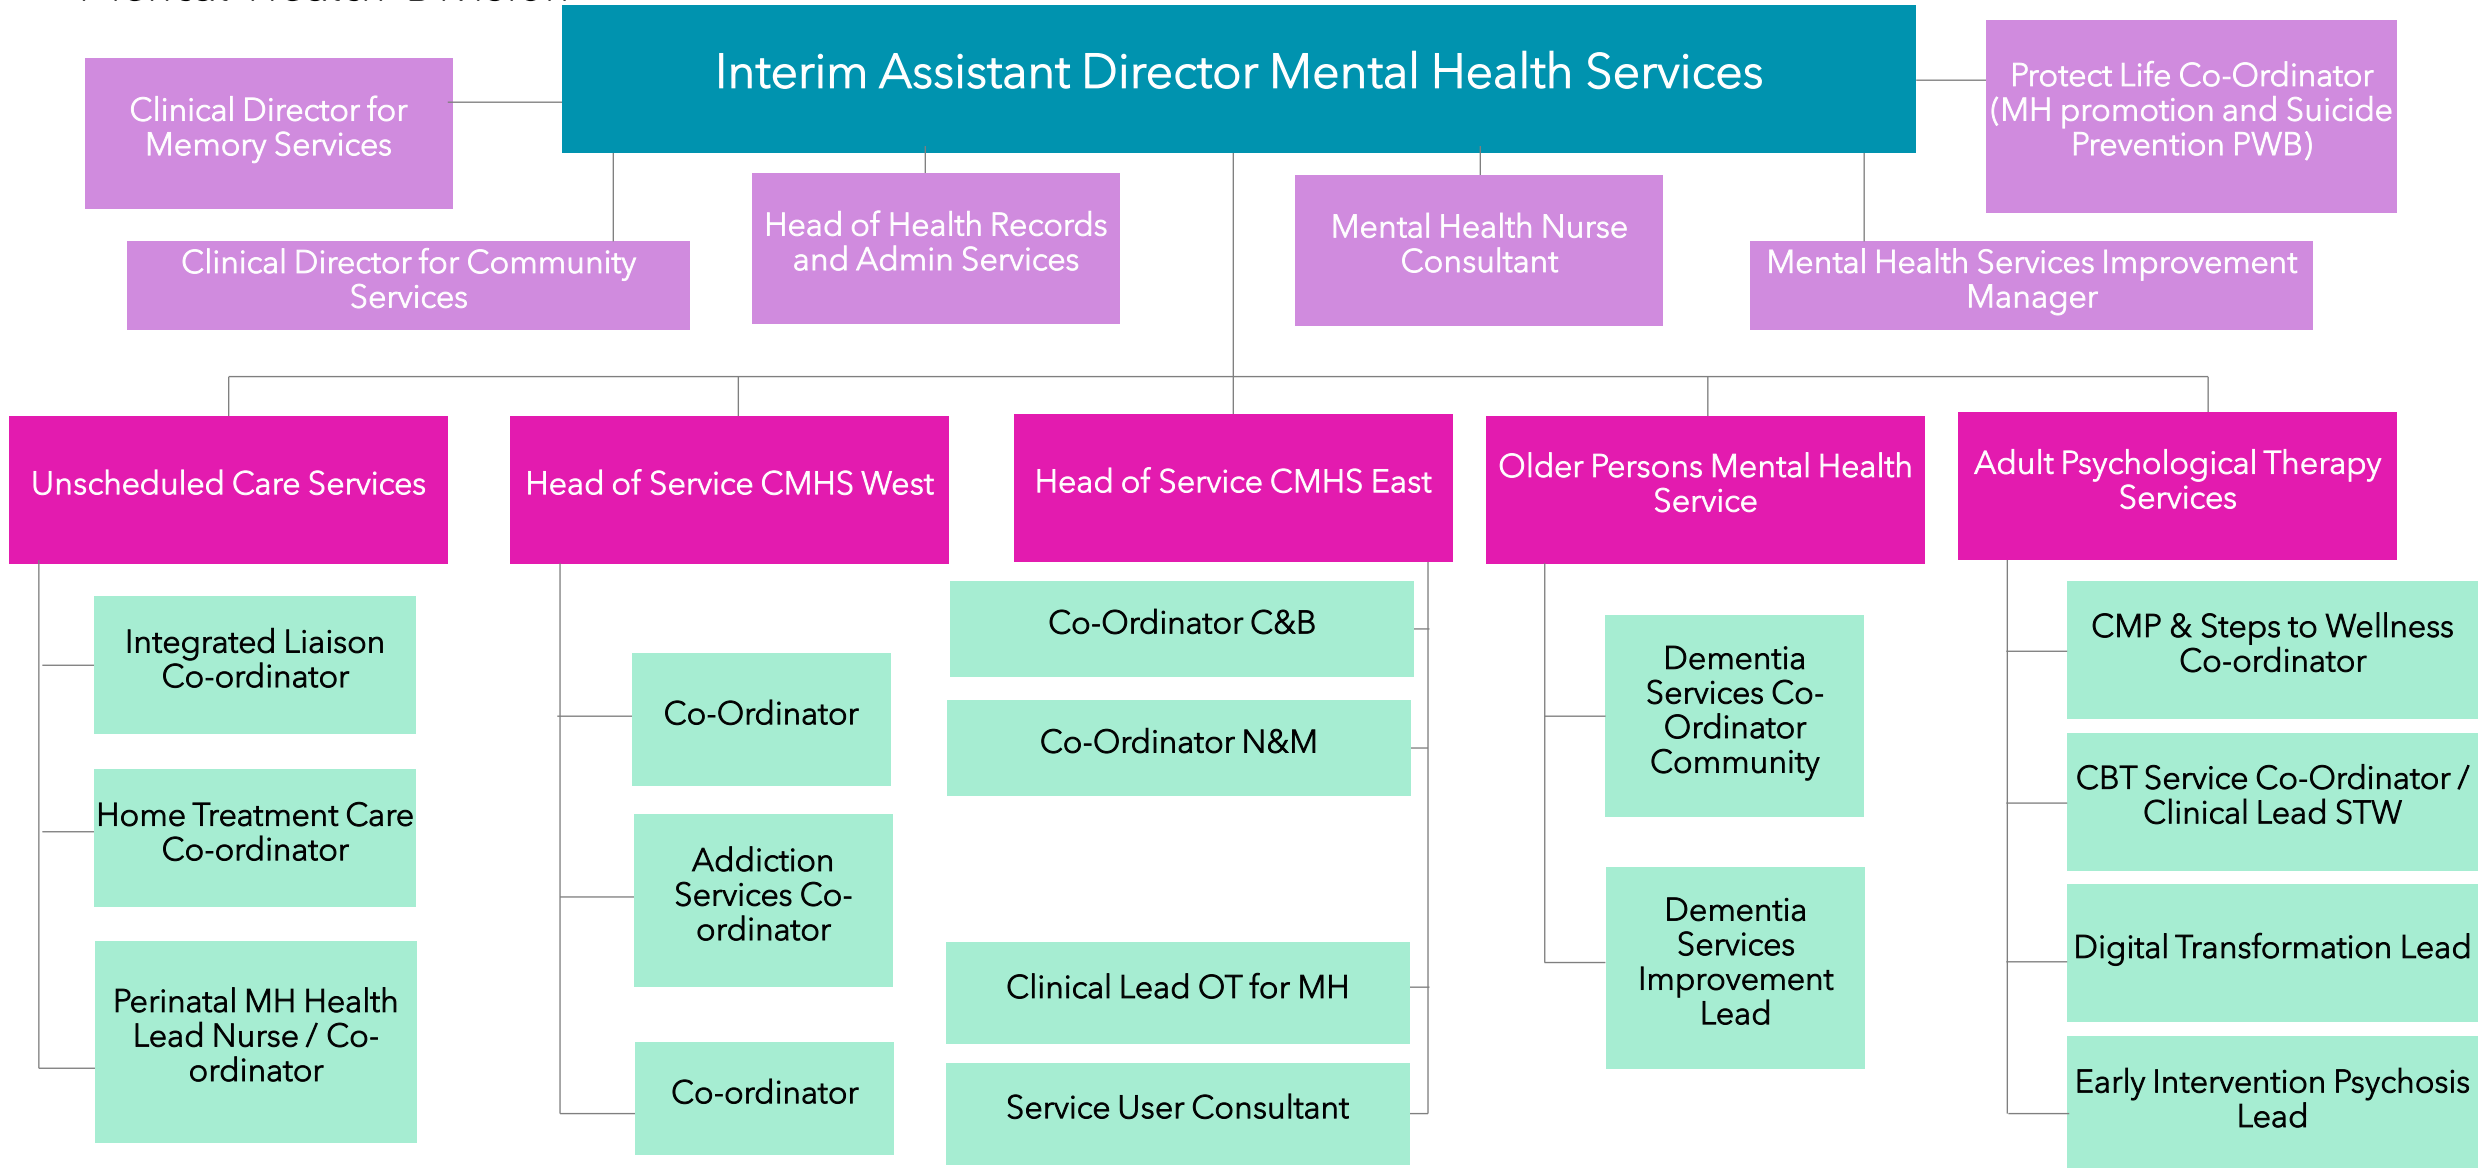 Mental Health Division
Interim Assistant Director Mental Health Services
Clinical Director for
Memory Services
Protect Life Co-Ordinator
(MH promotion and Suicide
Prevention PWB)
Clinical Director for Community
Services
Head of Health Records
and Admin Services
Mental Health Nurse
Consultant
Mental Health Services Improvement
Manager
Unscheduled Care Services
Head of Service CMHS West
Head of Service CMHS East
Older Persons Mental Health
Service
Adult Psychological Therapy
Services
Integrated Liaison
Co-ordinator
Home Treatment Care
Co-ordinator
Perinatal MH Health
Lead Nurse / Co-
ordinator
Co-Ordinator
Addiction
Services Co-
ordinator
Co-ordinator
Co-Ordinator C&B
Co-Ordinator N&M
Clinical Lead OT for MH
Service User Consultant
Dementia
Services Co-
Ordinator
Community
Dementia
Services
Improvement
Lead
CMP & Steps to Wellness
Co-ordinator
CBT Service Co-Ordinator /
Clinical Lead STW
Digital Transformation Lead
Early Intervention Psychosis
Lead